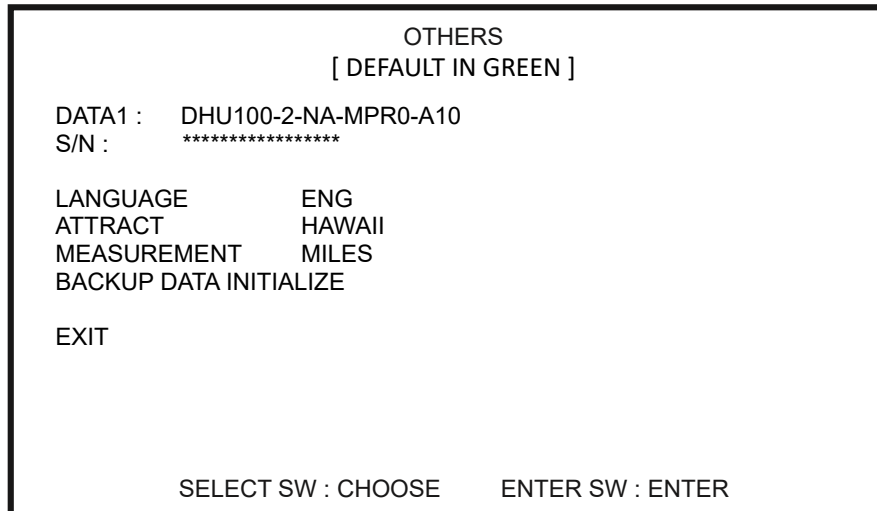 OTHERS
[ DEFAULT IN GREEN ]
DATA1 : DHU100-2-NA-MPR0-A10
S/N : *****************
LANGUAGE ENG
ATTRACT HAWAII
MEASUREMENT MILES
BACKUP DATA INITIALIZE
EXIT
SELECT SW : CHOOSE ENTER SW : ENTER